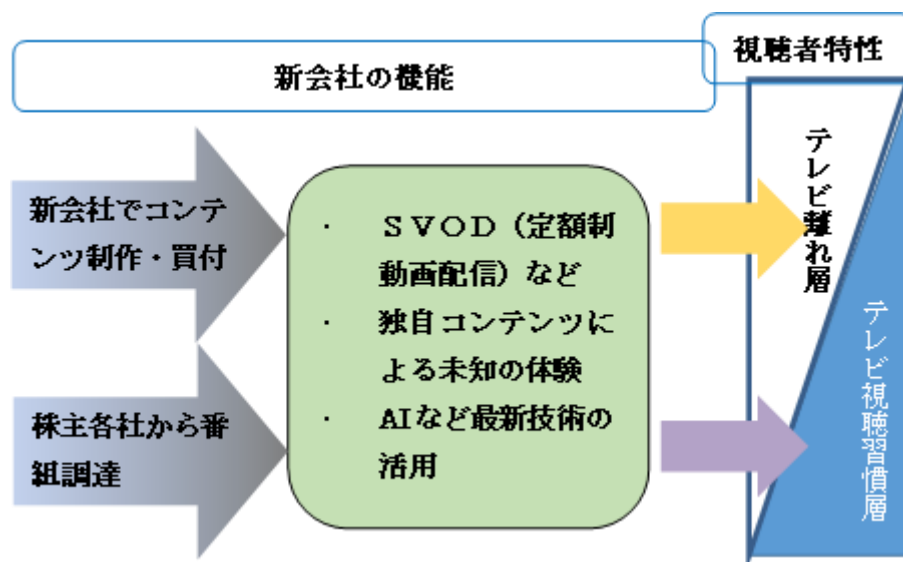 新会社の機能
視聴者特性
新会社でコンテ
ンツ制作・買付
株主各社から番
組調達
・ ＳＶＯＤ（定額制
動画配信）など
・ 独自コンテンツに
よる未知の体験
・ AIなど最新技術の
活用
テレビ離れ層
テレビ視聴習慣層